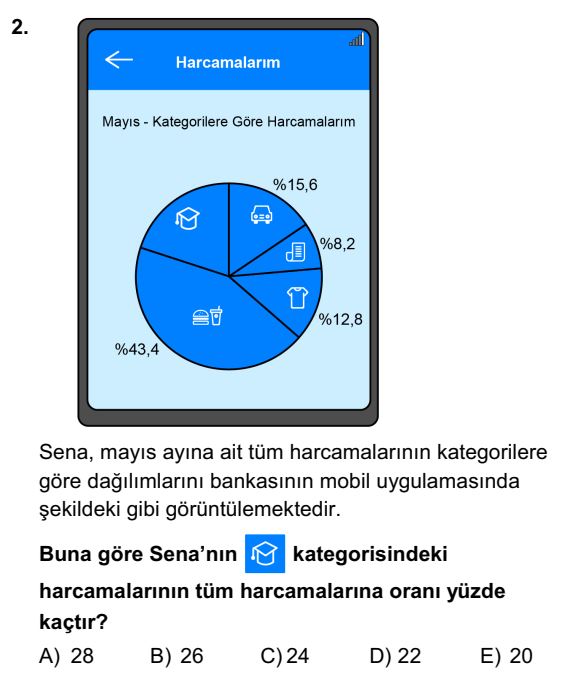 2.
Harcamalarım
Mayıs - Kategorilere Göre Harcamalarım
%15,6
%8,2
%12,8
%43,4
Sena, mayıs ayına ait tüm harcamalarının kategorilere
göre dağılımlarını bankasının mobil uygulamasında
şekildeki gibi görüntülemektedir.
Buna göre Sena’nın kategorisindeki
harcamalarının tüm harcamalarına oranı yüzde
kaçtır?
A) 28 B) 26 C) 24 D) 22 E) 20